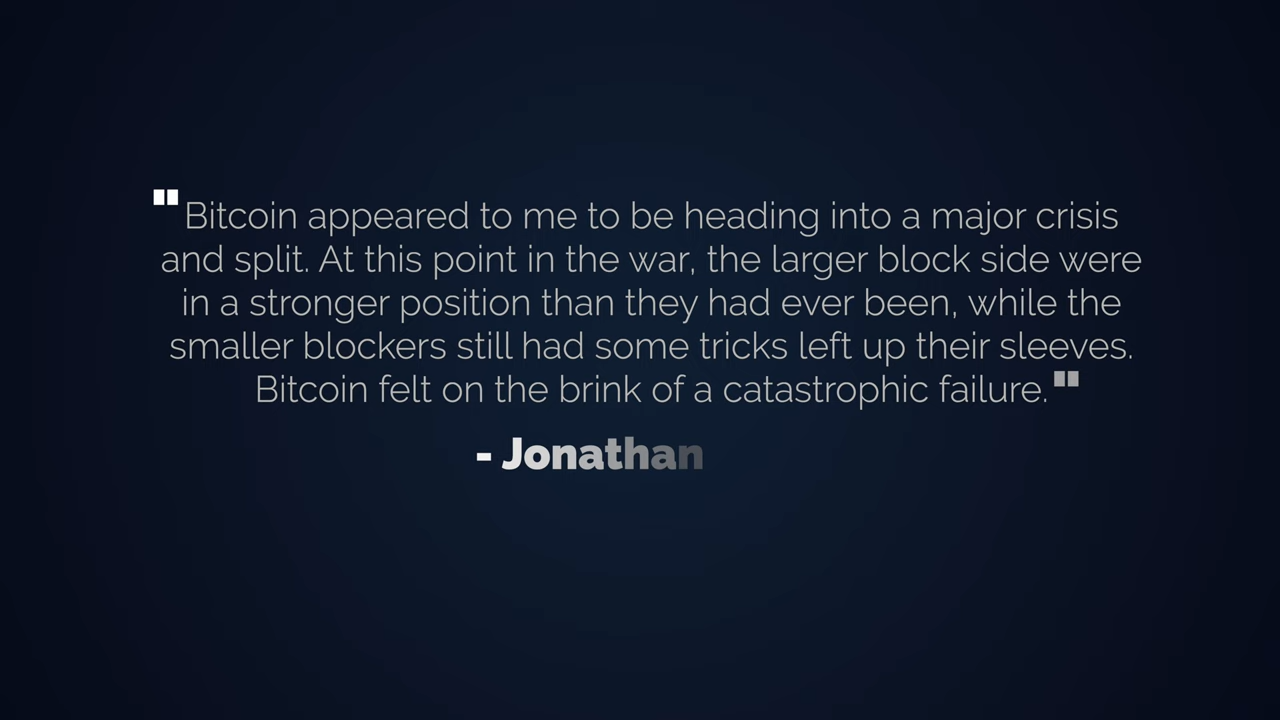 "Bitcoin appeared to me to be heading into a major crisis
and split. At this point in the war, the larger block side were
in a stronger position than they had ever been, while the
smaller blockers still had some tricks left up their sleeves.
Bitcoin felt on the brink of a catastrophic failure."
- Jonathan